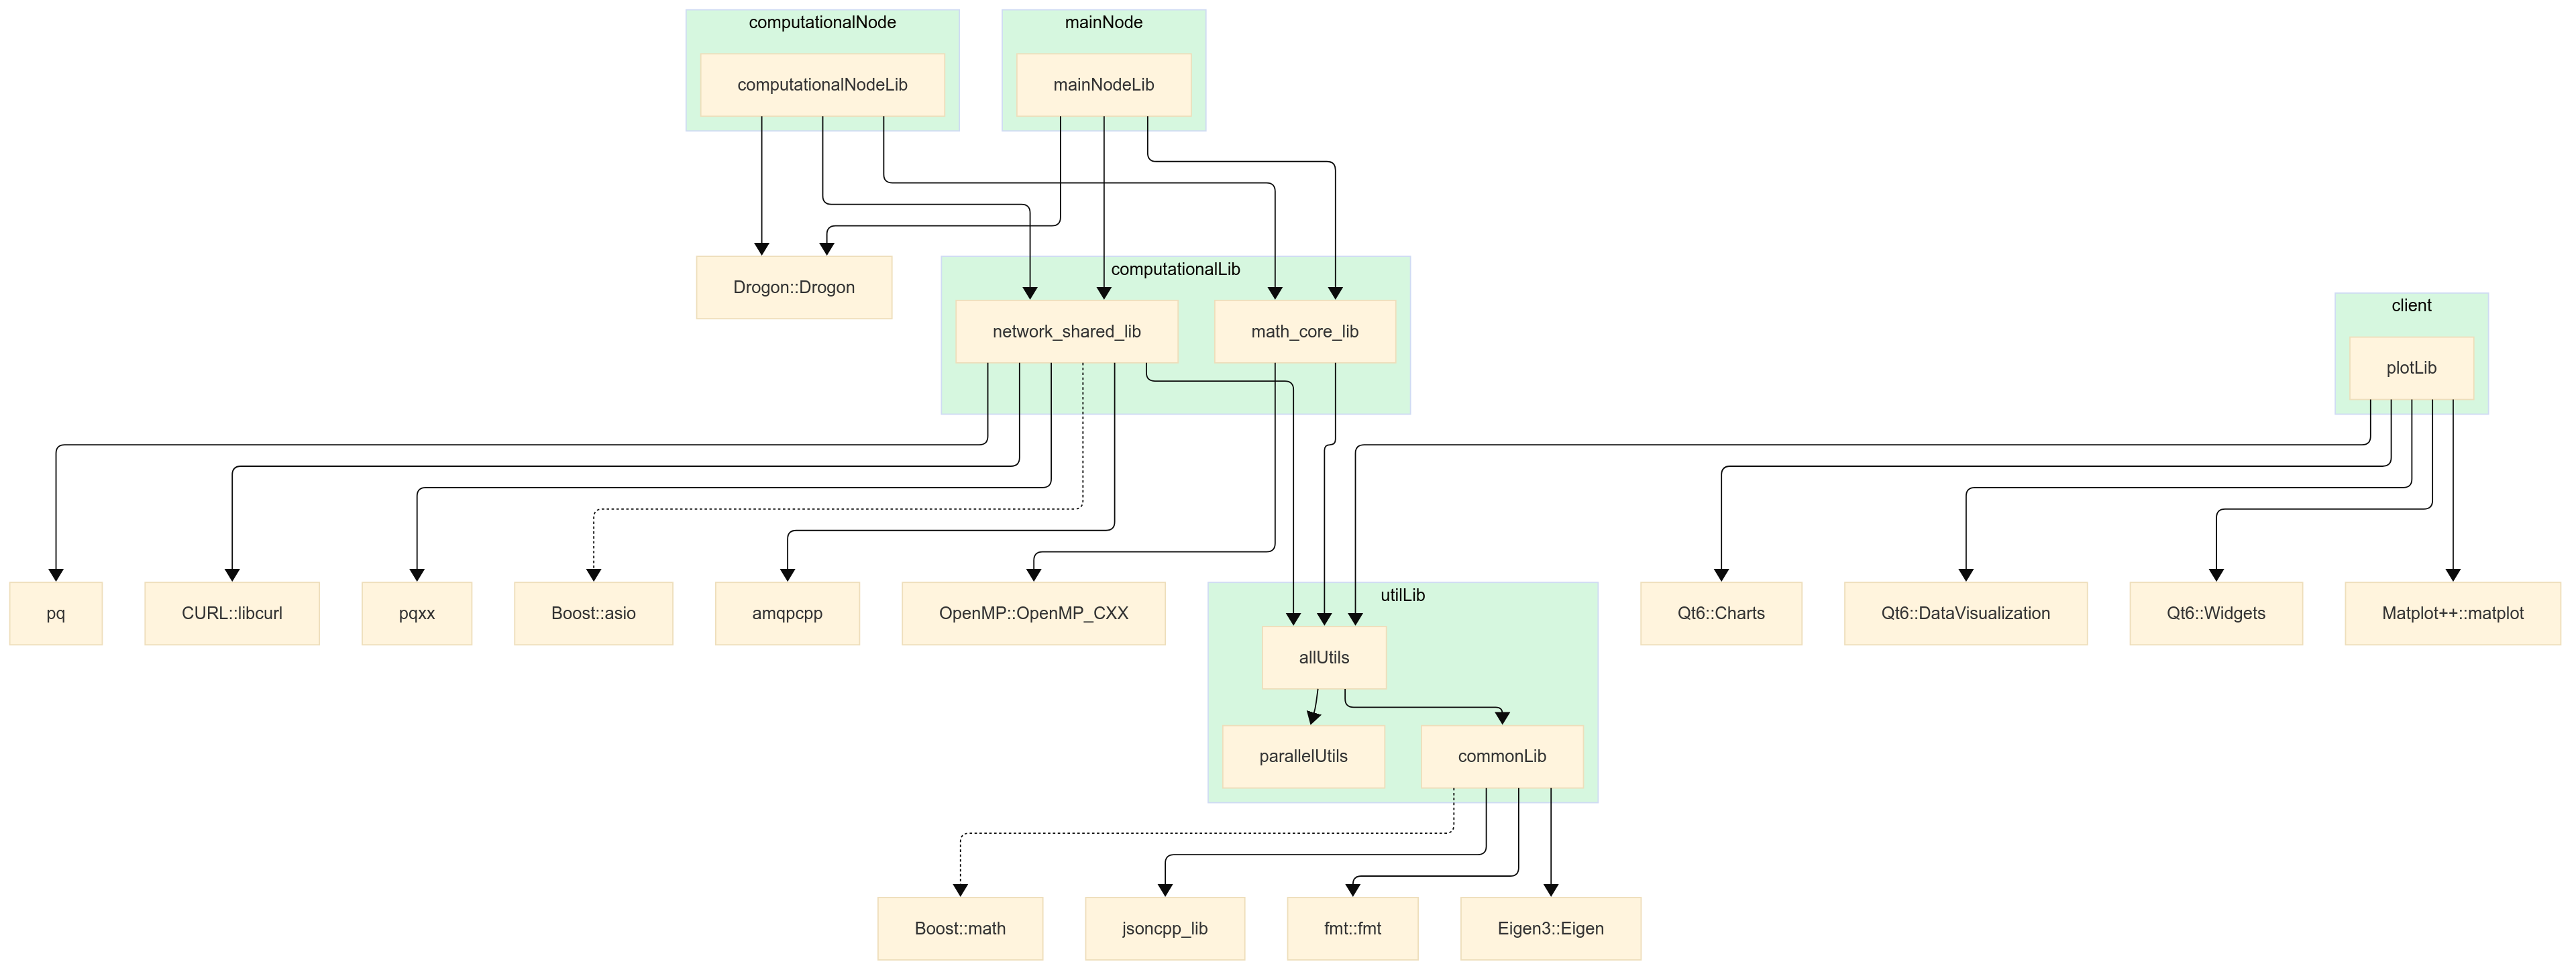 computationalNode
mainNode
computationalNodeLib
mainNodeLib
Drogon::Drogon
computationalLib
network_shared_lib
math_core_lib
client
plotLib
pq
CURL::libcurl
pqxx
Boost::asio
amqpcpp
OpenMP::OpenMP_CXX
utilLib
allUtils
parallelUtils
commonLib
Qt6::Charts
Qt6::DataVisualization
Qt6::Widgets
Matplot++::matplot
Boost::math
jsoncpp_lib
fmt::fmt
Eigen3::Eigen